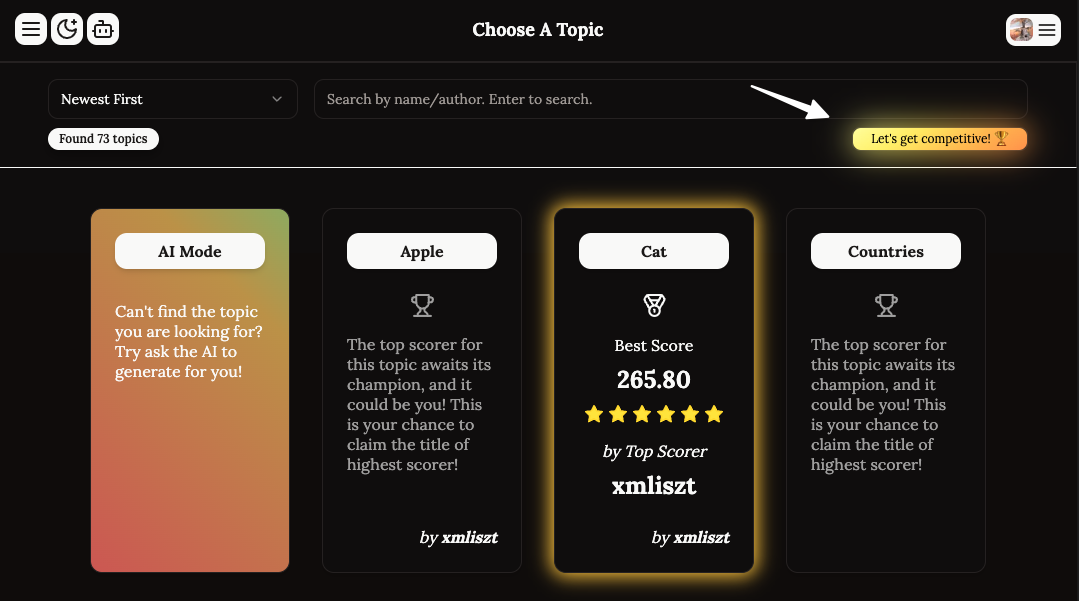 Choose A Topic
Newest First
Search by name/author. Enter to search.
Found 73 topics
Let's get competitive! 🏆
AI Mode
Can't find the topic
you are looking for?
Try ask the AI to
generate for you!
Apple
The top scorer for
this topic awaits its
champion, and it
could be you! This
is your chance to
claim the title of
highest scorer!
by xmliszt
Cat
Best Score
265.80
by Top Scorer
xmliszt
by xmliszt
Countries
The top scorer for
this topic awaits its
champion, and it
could be you! This
is your chance to
claim the title of
highest scorer!